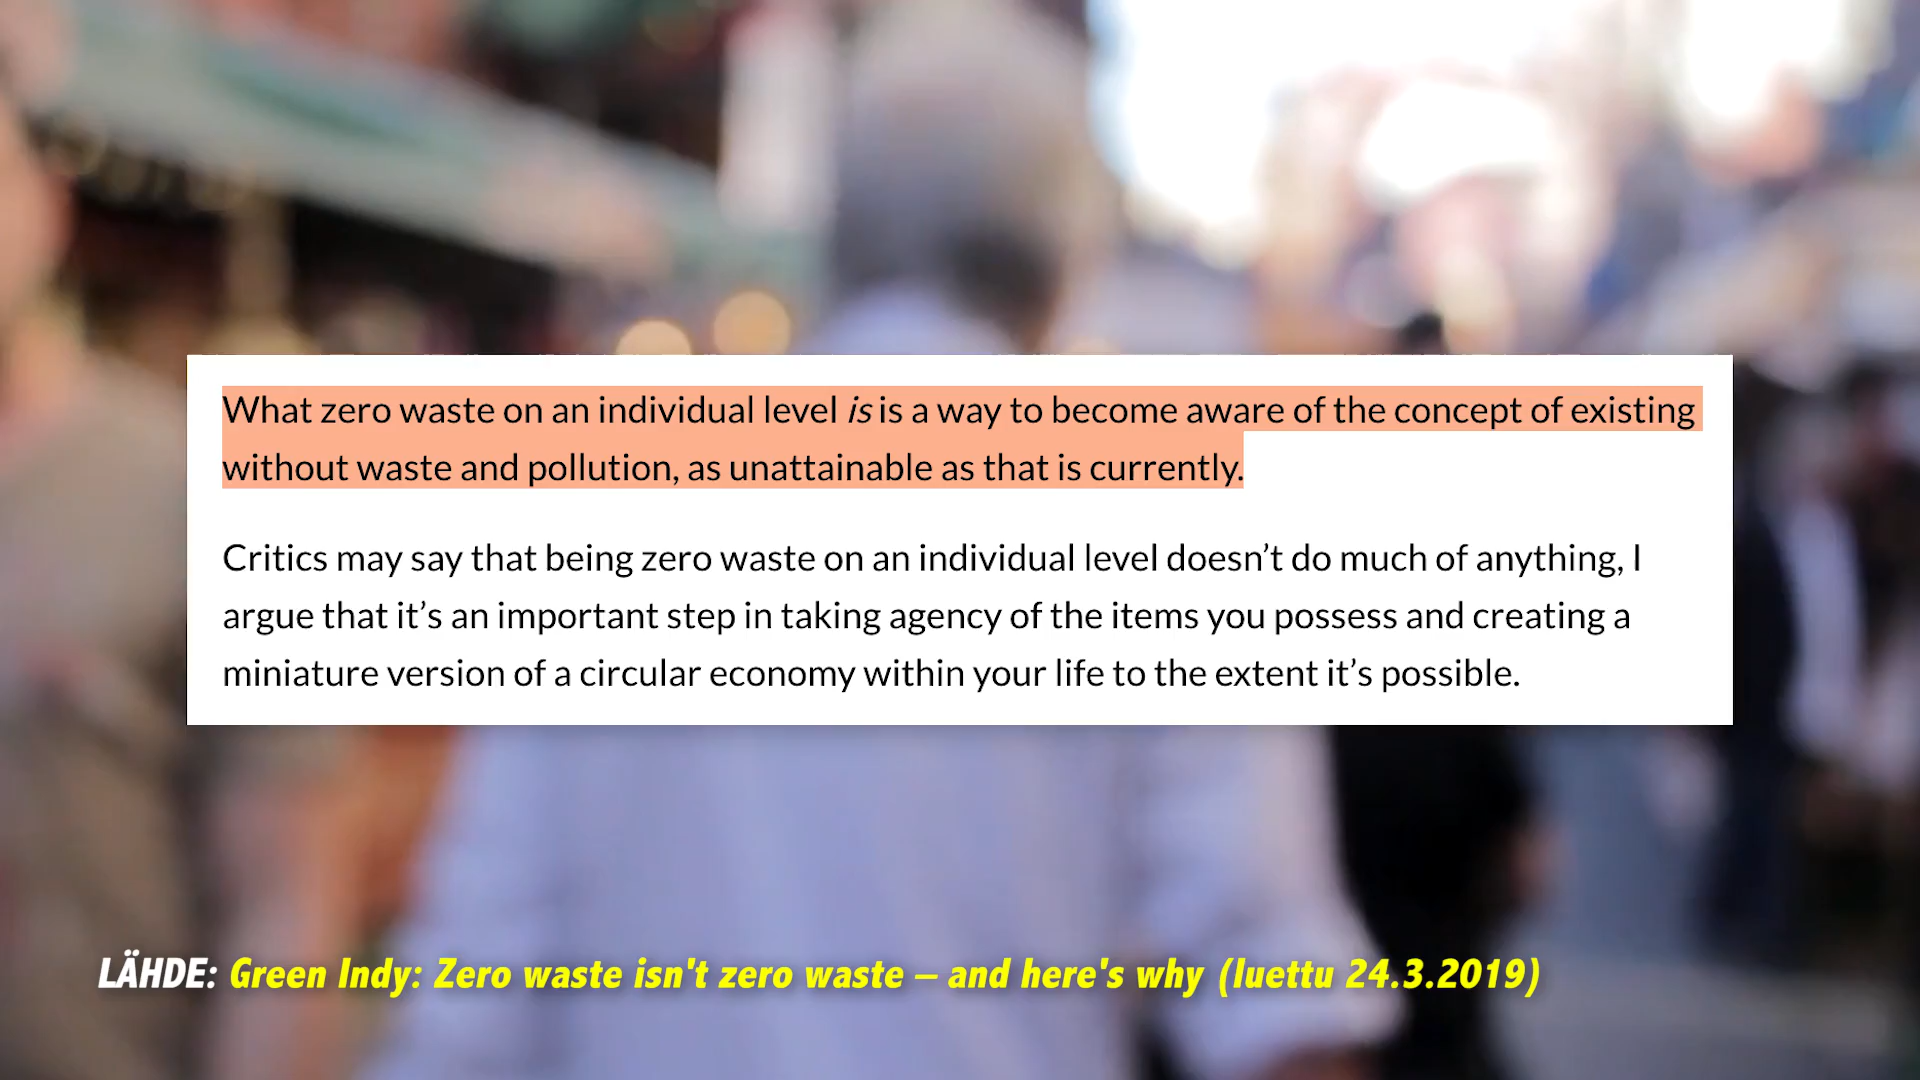 What zero waste on an individual level is is a way to become aware of the concept of existing
without waste and pollution, as unattainable as that is currently.
Critics may say that being zero waste on an individual level doesn’t do much of anything, I
argue that it’s an important step in taking agency of the items you possess and creating a
miniature version of a circular economy within your life to the extent it’s possible.
LÄHDE: Green Indy: Zero waste isn't zero waste – and here's why (luettu 24.3.2019)